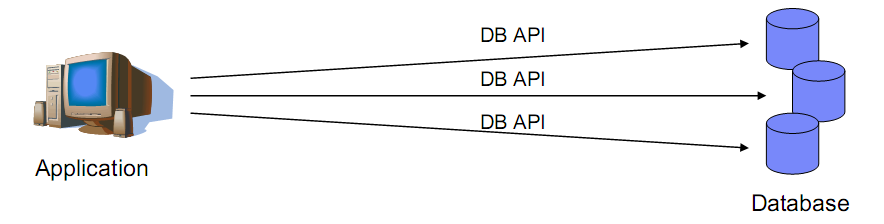 DB API
DB API
DB API
Application
Database